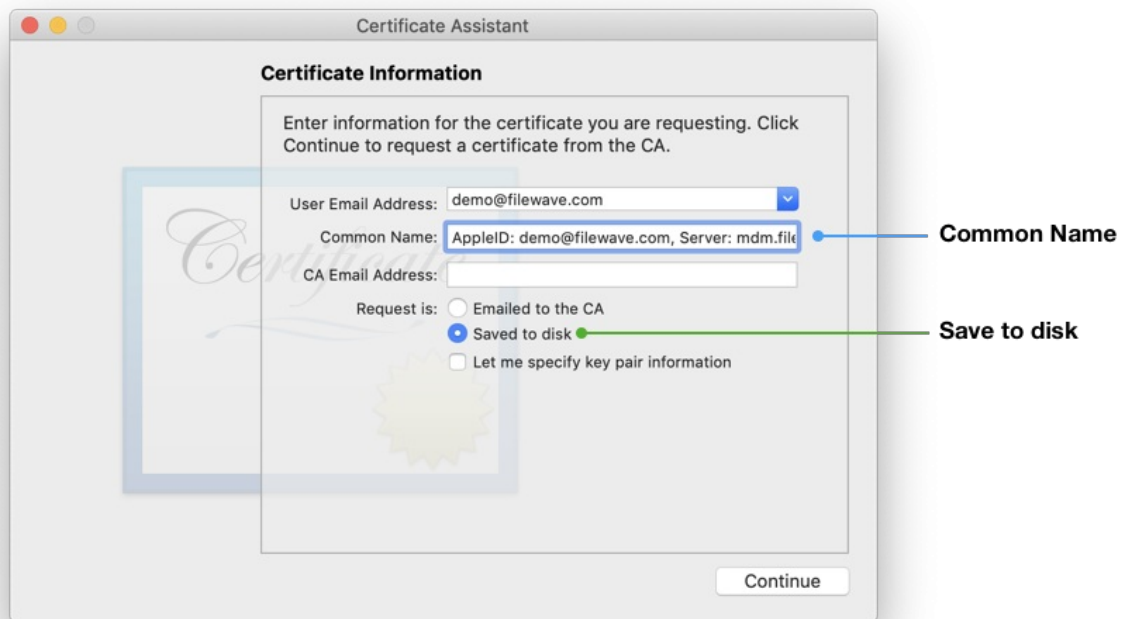 Certificate Assistant
Certificate Information
Enter information for the certificate you are requesting. Click
Continue to request a certificate from the CA.
User Email Address: demo@filewave.com
Common Name: AppleID: demo@filewave.com, Server: mdm.file
Common Name
CA Email Address:
Request is: Emailed to the CA
Saved to disk
Save to disk
Let me specify key pair information
Certificate
Continue